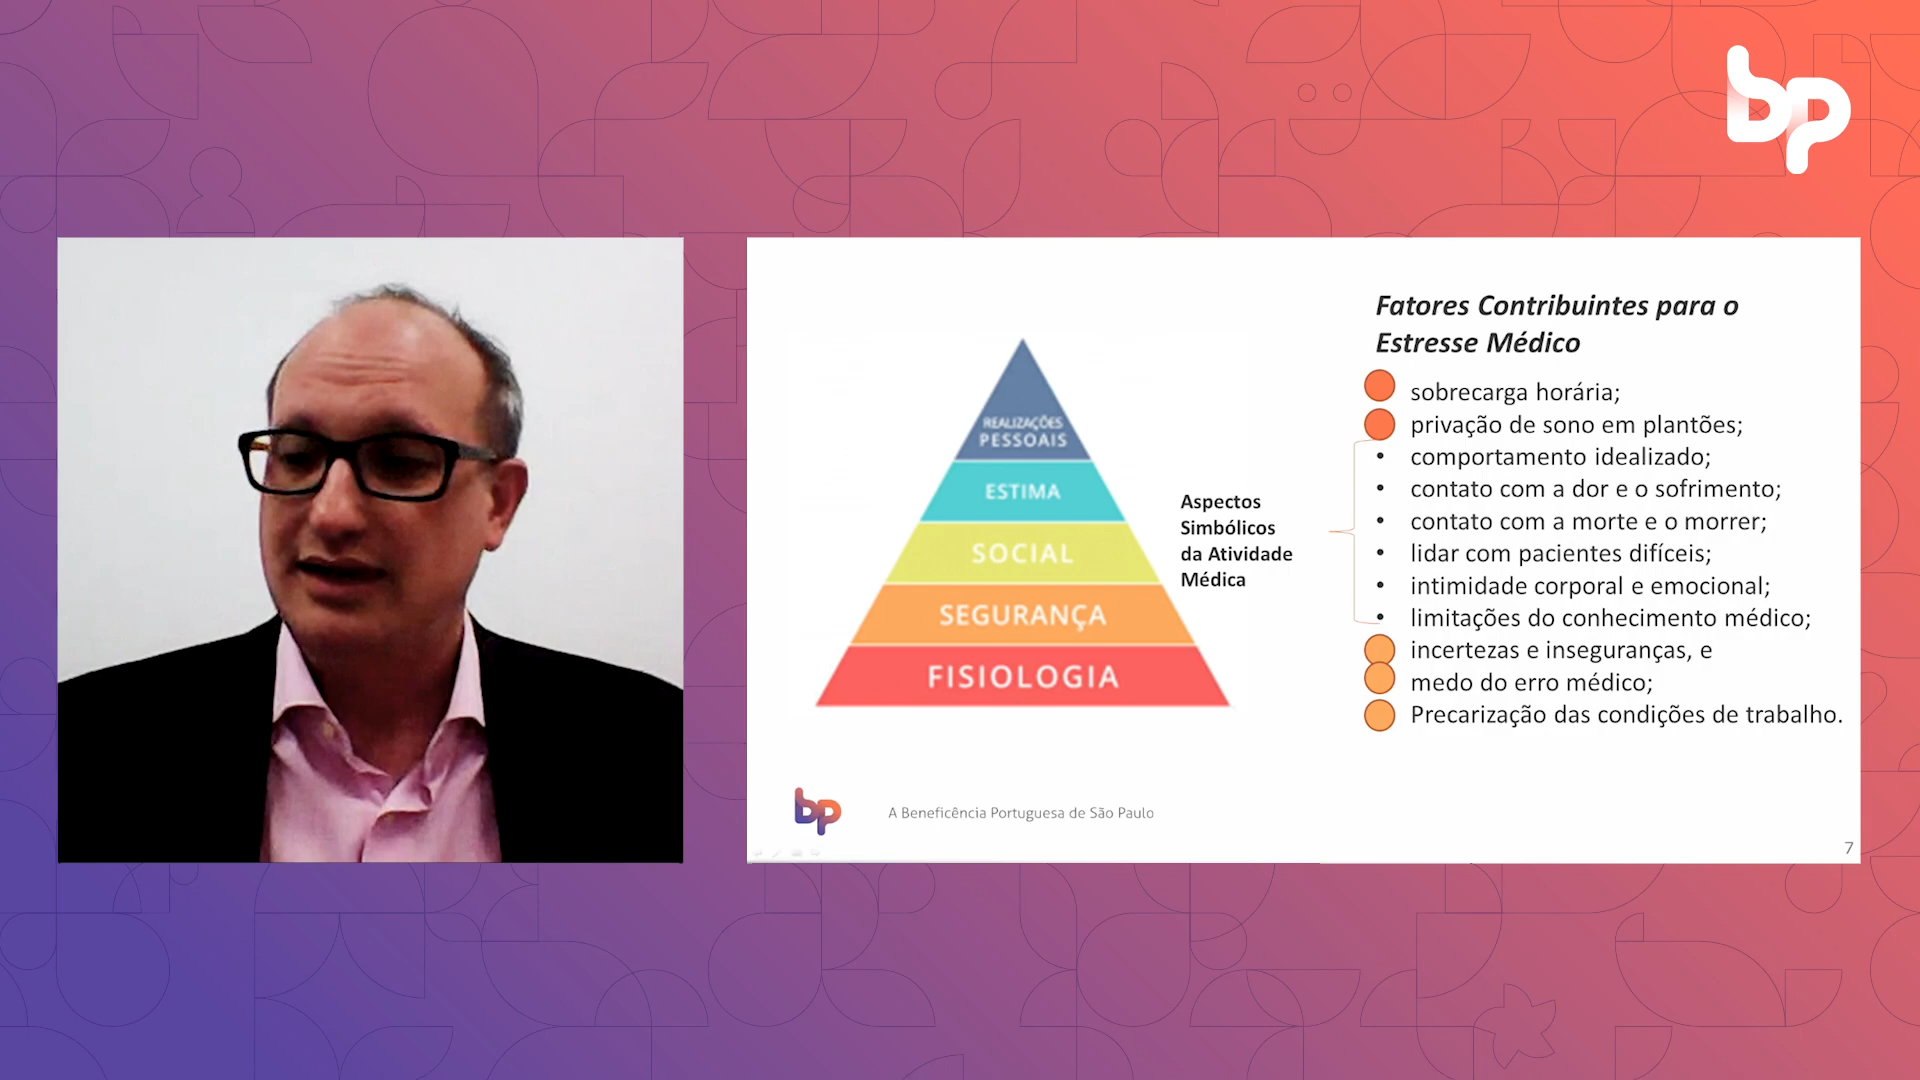 bp
Fatores Contribuintes para o
Estresse Médico
sobrecarga horária;
privação de sono em plantões;
• comportamento idealizado;
• contato com a dor e o sofrimento;
• contato com a morte e o morrer;
• lidar com pacientes difíceis;
• intimidade corporal e emocional;
• limitações do conhecimento médico;
incertezas e inseguranças, e
medo do erro médico;
Precarização das condições de trabalho.
Aspectos
Simbólicos
da Atividade
Médica
REALIZAÇÕES
PESSOAIS
ESTIMA
SOCIAL
SEGURANÇA
FISIOLOGIA
bp
A Beneficência Portuguesa de São Paulo
7